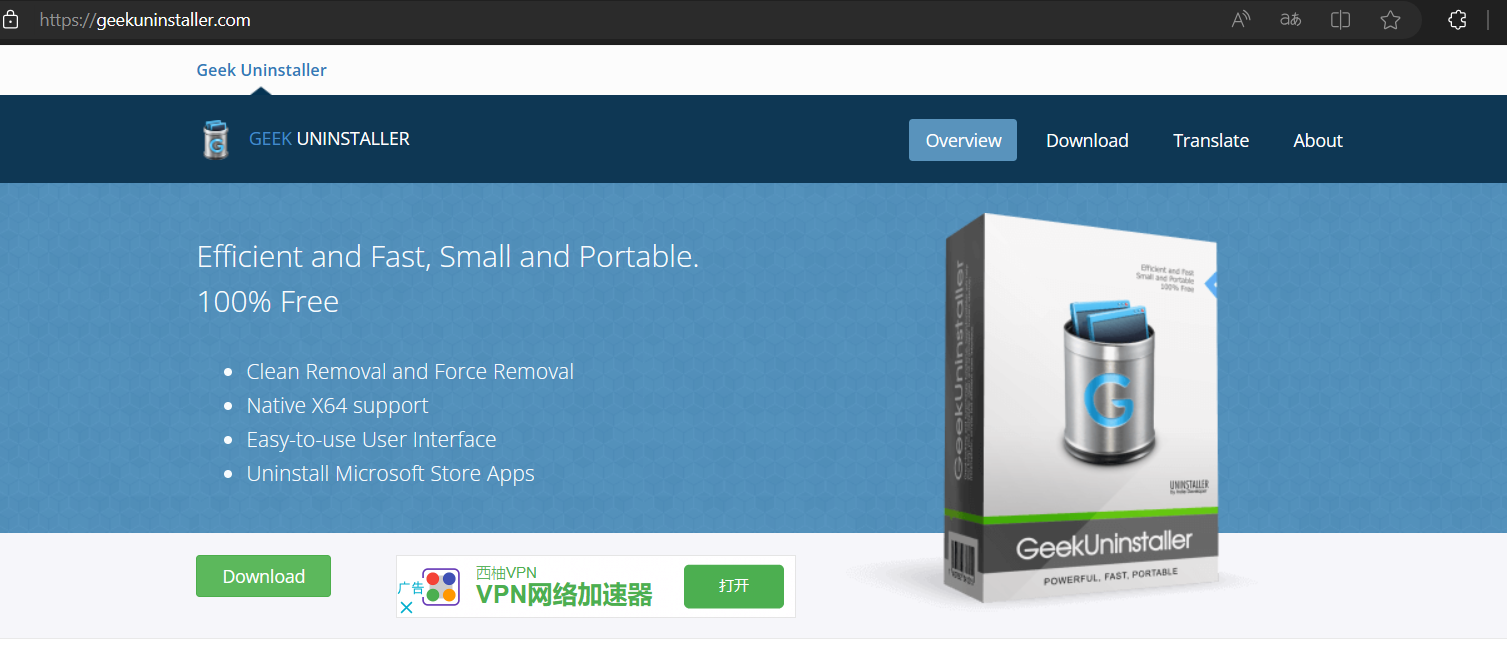 https://geekuninstaller.com
Geek Uninstaller
GEEK UNINSTALLER
Overview
Download
Translate
About
Efficient and Fast, Small and Portable.
100% Free
Clean Removal and Force Removal
Native X64 support
Easy-to-use User Interface
Uninstall Microsoft Store Apps
Efficient and Fast
Small and Portable
100% Free
GeekUninstaller
G
UNINSTALLER
GeekUninstaller
POWERFUL, FAST, PORTABLE
Download
广告
西柚VPN
VPN网络加速器
打开